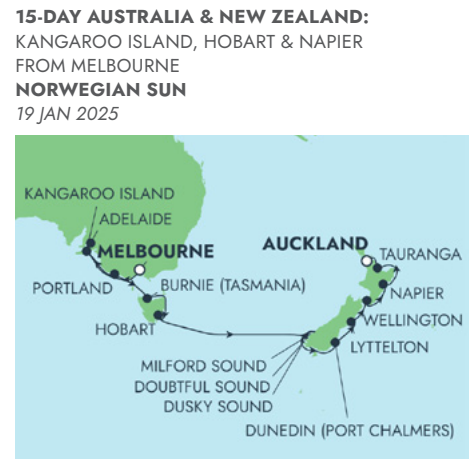 15-DAY AUSTRALIA & NEW ZEALAND:
KANGAROO ISLAND, HOBART & NAPIER
FROM MELBOURNE
NORWEGIAN SUN
19 JAN 2025
KANGAROO ISLAND
ADELAIDE
MELBOURNE
AUCKLAND
TAURANGA
PORTLAND
BURNIE (TASMANIA)
NAPIER
HOBART
WELLINGTON
LYTTELTON
MILFORD SOUND
DOUBTFUL SOUND
DUSKY SOUND
DUNEDIN (PORT CHALMERS)